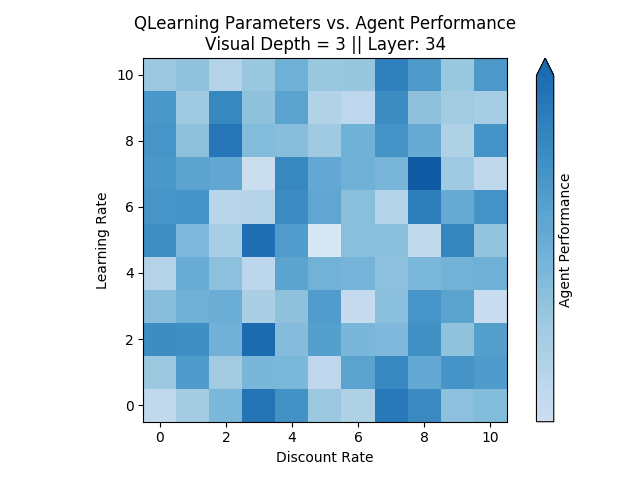 QLearning Parameters vs. Agent Performance
Visual Depth = 3 || Layer: 34
10
8
6
4
2
0
Learning Rate
0 2 4 6 8 10
Discount Rate
Agent Performance